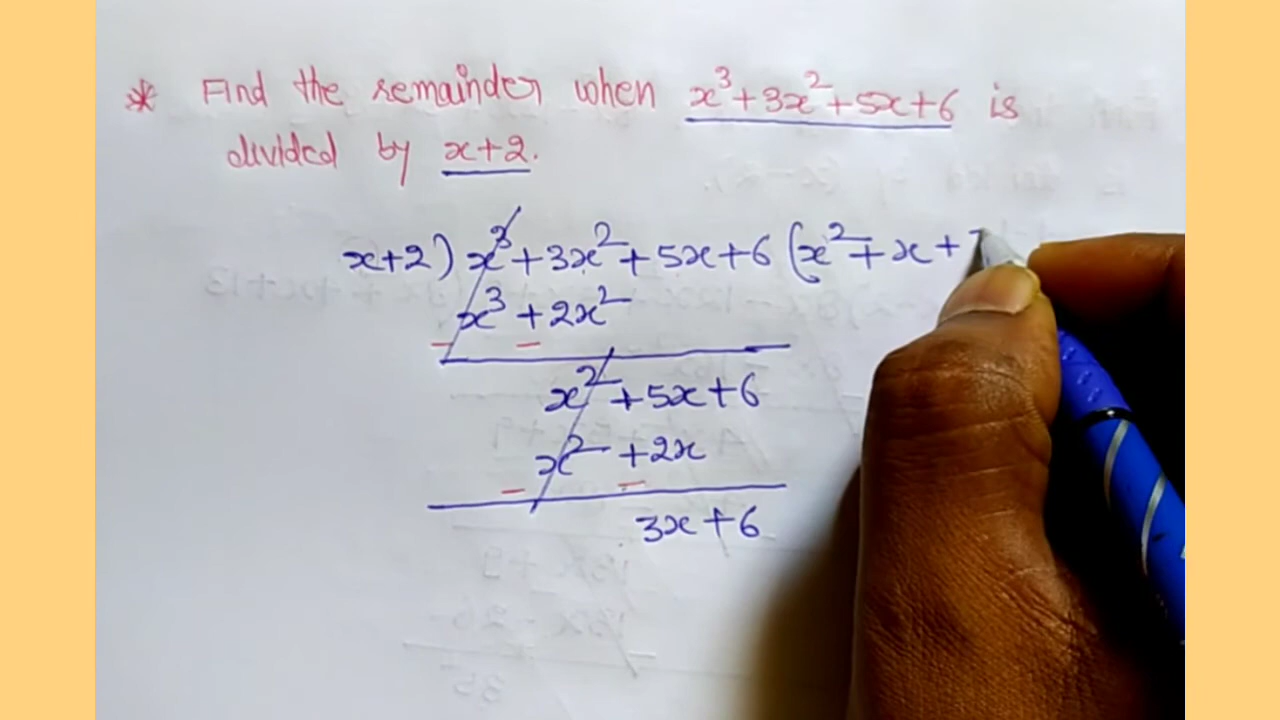 * Find the remainder when x³+3x²+5x+6 is
divided by x+2.
x+2) x³+3x²+5x+6 (x²+x+
x³+2x²
- -
x²+5x+6
x²+2x
- -
3x+6